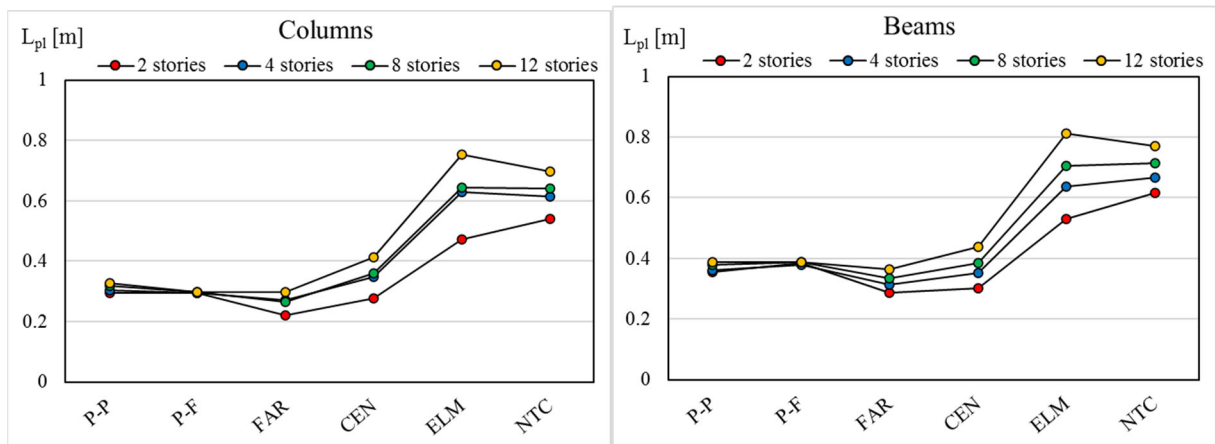 Columns
L_pl [m]
2 stories 4 stories 8 stories 12 stories
1
0.8
0.6
0.4
0.2
0
P-P P-F FAR CEN ELM NTC
Beams
L_pl [m]
2 stories 4 stories 8 stories 12 stories
1
0.8
0.6
0.4
0.2
0
P-P P-F FAR CEN ELM NTC